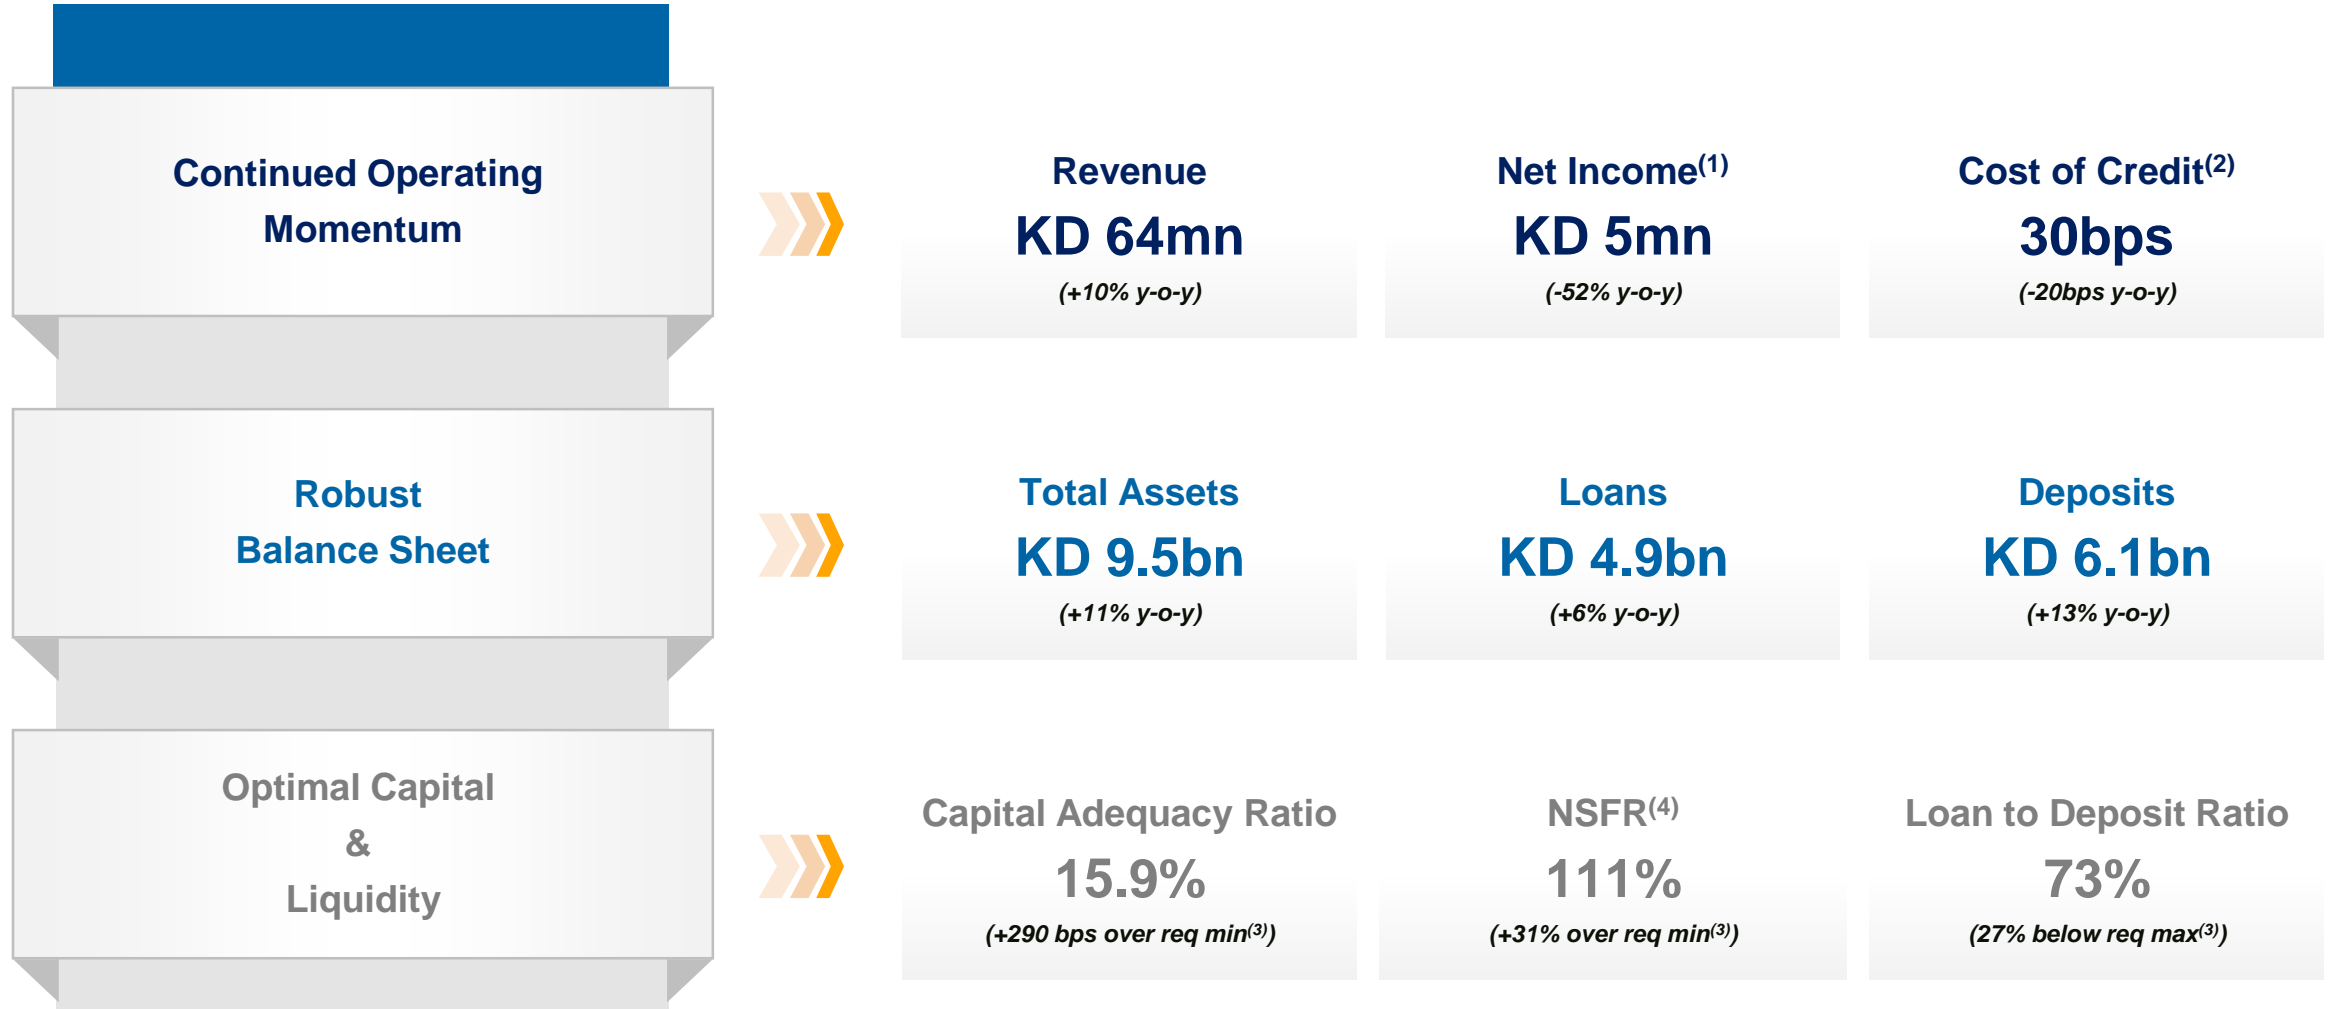 Continued Operating
Momentum
Revenue
KD 64mn
(+10% y-o-y)
Net Income(1)
KD 5mn
(-52% y-o-y)
Cost of Credit(2)
30bps
(-20bps y-o-y)
Robust
Balance Sheet
Total Assets
KD 9.5bn
(+11% y-o-y)
Loans
KD 4.9bn
(+6% y-o-y)
Deposits
KD 6.1bn
(+13% y-o-y)
Optimal Capital
&
Liquidity
Capital Adequacy Ratio
15.9%
(+290 bps over req min(3))
NSFR(4)
111%
(+31% over req min(3))
Loan to Deposit Ratio
73%
(27% below req max(3))